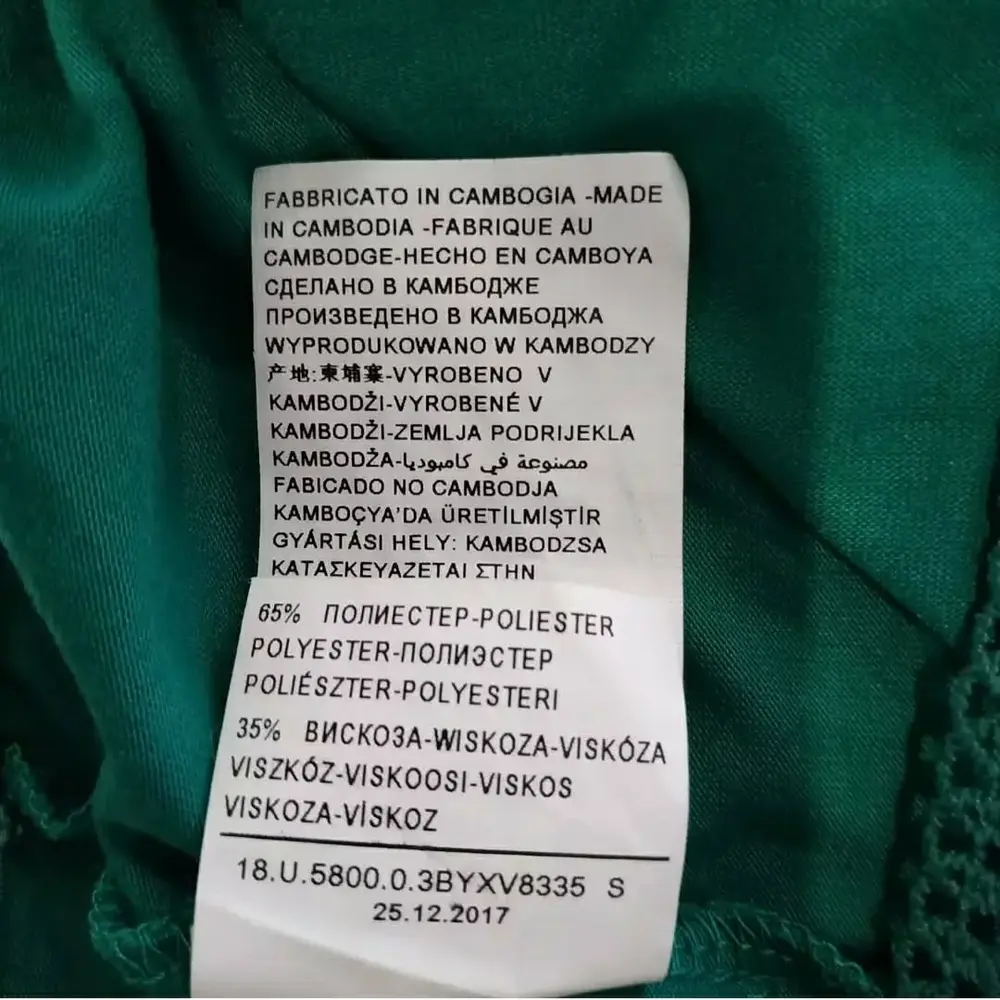 FABBRICATO IN CAMBOGIA -MADE
IN CAMBODIA -FABRIQUE AU
CAMBODGE-HECHO EN CAMBOYA
СДЕЛАНО В КАМБОДЖЕ
ПРОИЗВЕДЕНО В КАМБОДЖА
WYPRODUKOWANO W KAMBODZY
产地:柬埔寨-VYROBENO V
KAMBODŽI-VYROBENÉ V
KAMBODŽI-ZEMLJA PODRIJEKLA
KAMBODŽA-مصنوعة في كامبوديا
FABICADO NO CAMBODJA
KAMBOÇYA'DA ÜRETİLMİŞTİR
GYÁRTÁSI HELY: KAMBODZSA
ΚΑΤΑΣΚΕΥΑΖΕΤΑΙ ΣΤΗΝ
65% ПОЛИЕСТЕР-POLIESTER
POLYESTER-ПОЛИЭСТЕР
POLIÉSZTER-POLYESTERI
35% ВИСКОЗА-WISKOZA-VISKÓZA
VISZKÓZ-VISKOOSI-VISKOS
VISKOZA-VİSKOZ
18.U.5800.0.3BYXV8335 S
25.12.2017